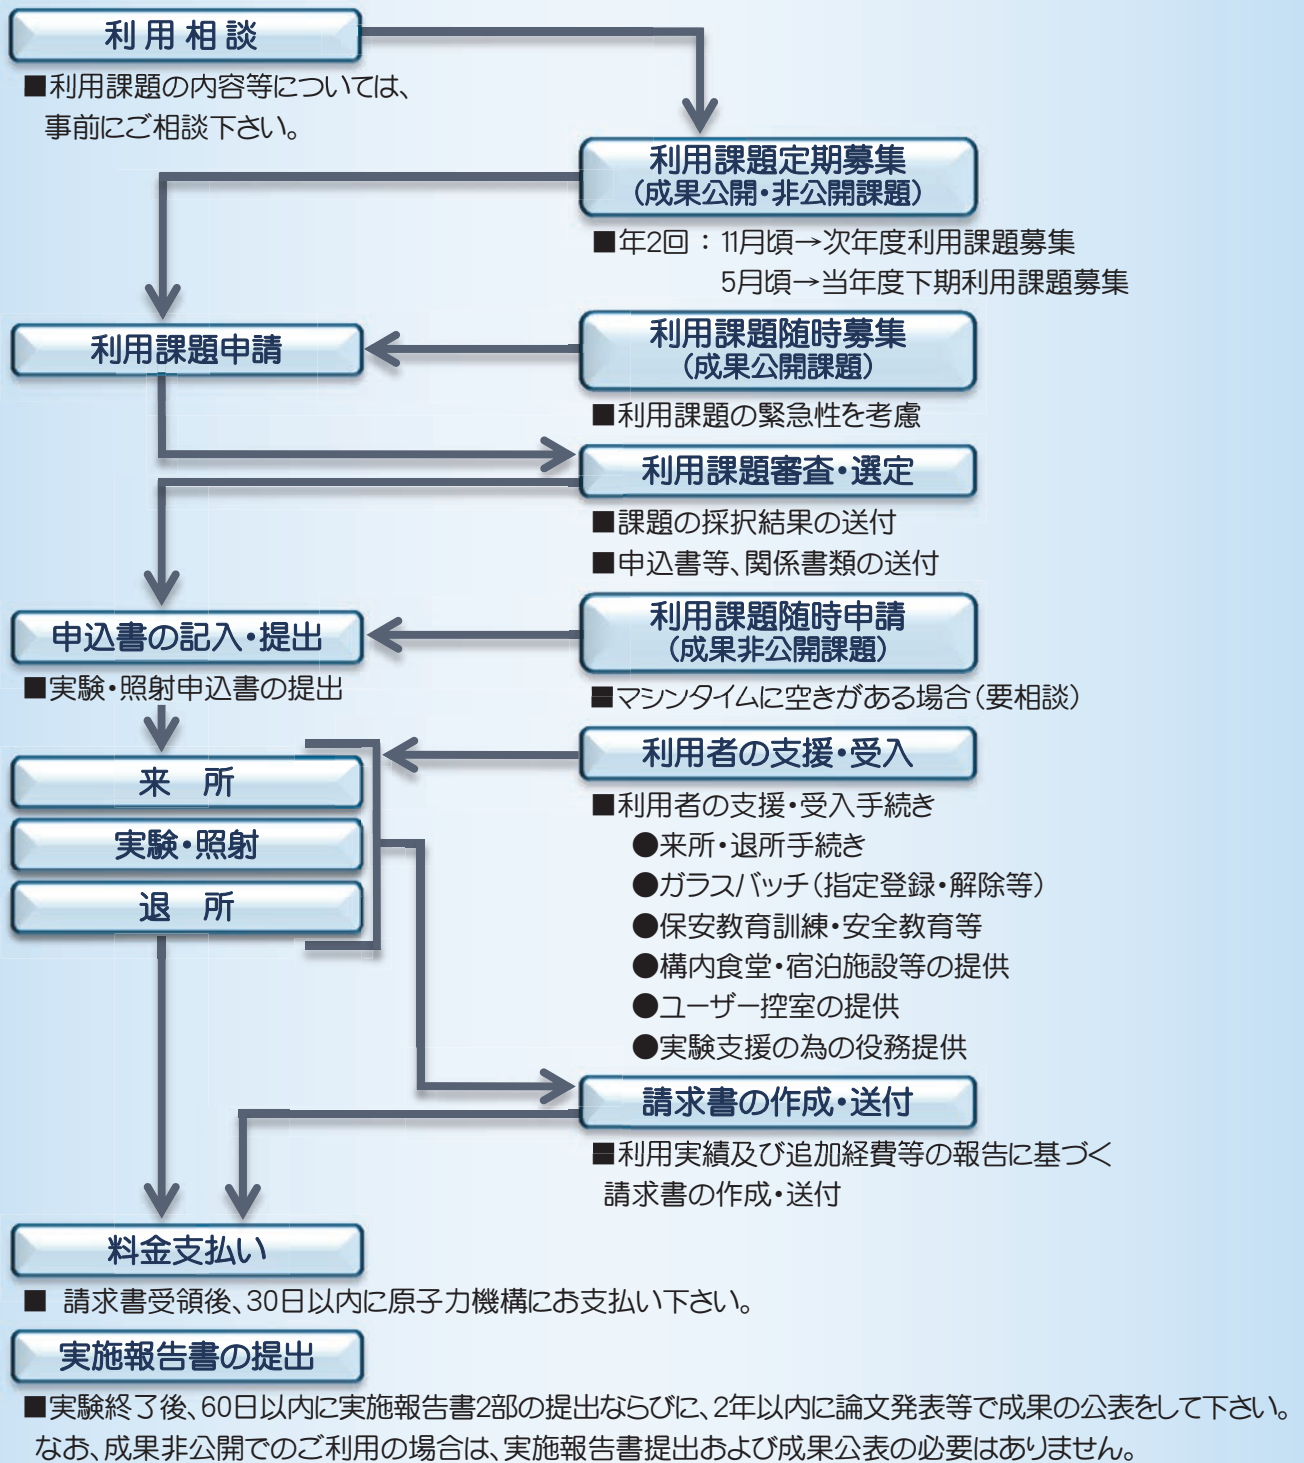 利用相談
■利用課題の内容等については、
事前にご相談下さい。
利用課題定期募集
（成果公開・非公開課題）
■年2回：11月頃→次年度利用課題募集
5月頃→当年度下期利用課題募集
利用課題申請
利用課題随時募集
（成果公開課題）
■利用課題の緊急性を考慮
利用課題審査・選定
■課題の採択結果の送付
■申込書等、関係書類の送付
申込書の記入・提出
■実験・照射申込書の提出
利用課題随時申請
（成果非公開課題）
■マシンタイムに空きがある場合（要相談）
来　所
実験・照射
退　所
利用者の支援・受入
■利用者の支援・受入手続き
●来所・退所手続き
●ガラスバッチ（指定登録・解除等）
●保安教育訓練・安全教育等
●構内食堂・宿泊施設等の提供
●ユーザー控室の提供
●実験支援の為の役務提供
請求書の作成・送付
■利用実績及び追加経費等の報告に基づく
請求書の作成・送付
料金支払い
■ 請求書受領後、30日以内に原子力機構にお支払い下さい。
実施報告書の提出
■実験終了後、60日以内に実施報告書2部の提出ならびに、2年以内に論文発表等で成果の公表をして下さい。
なお、成果非公開でのご利用の場合は、実施報告書提出および成果公表の必要はありません。